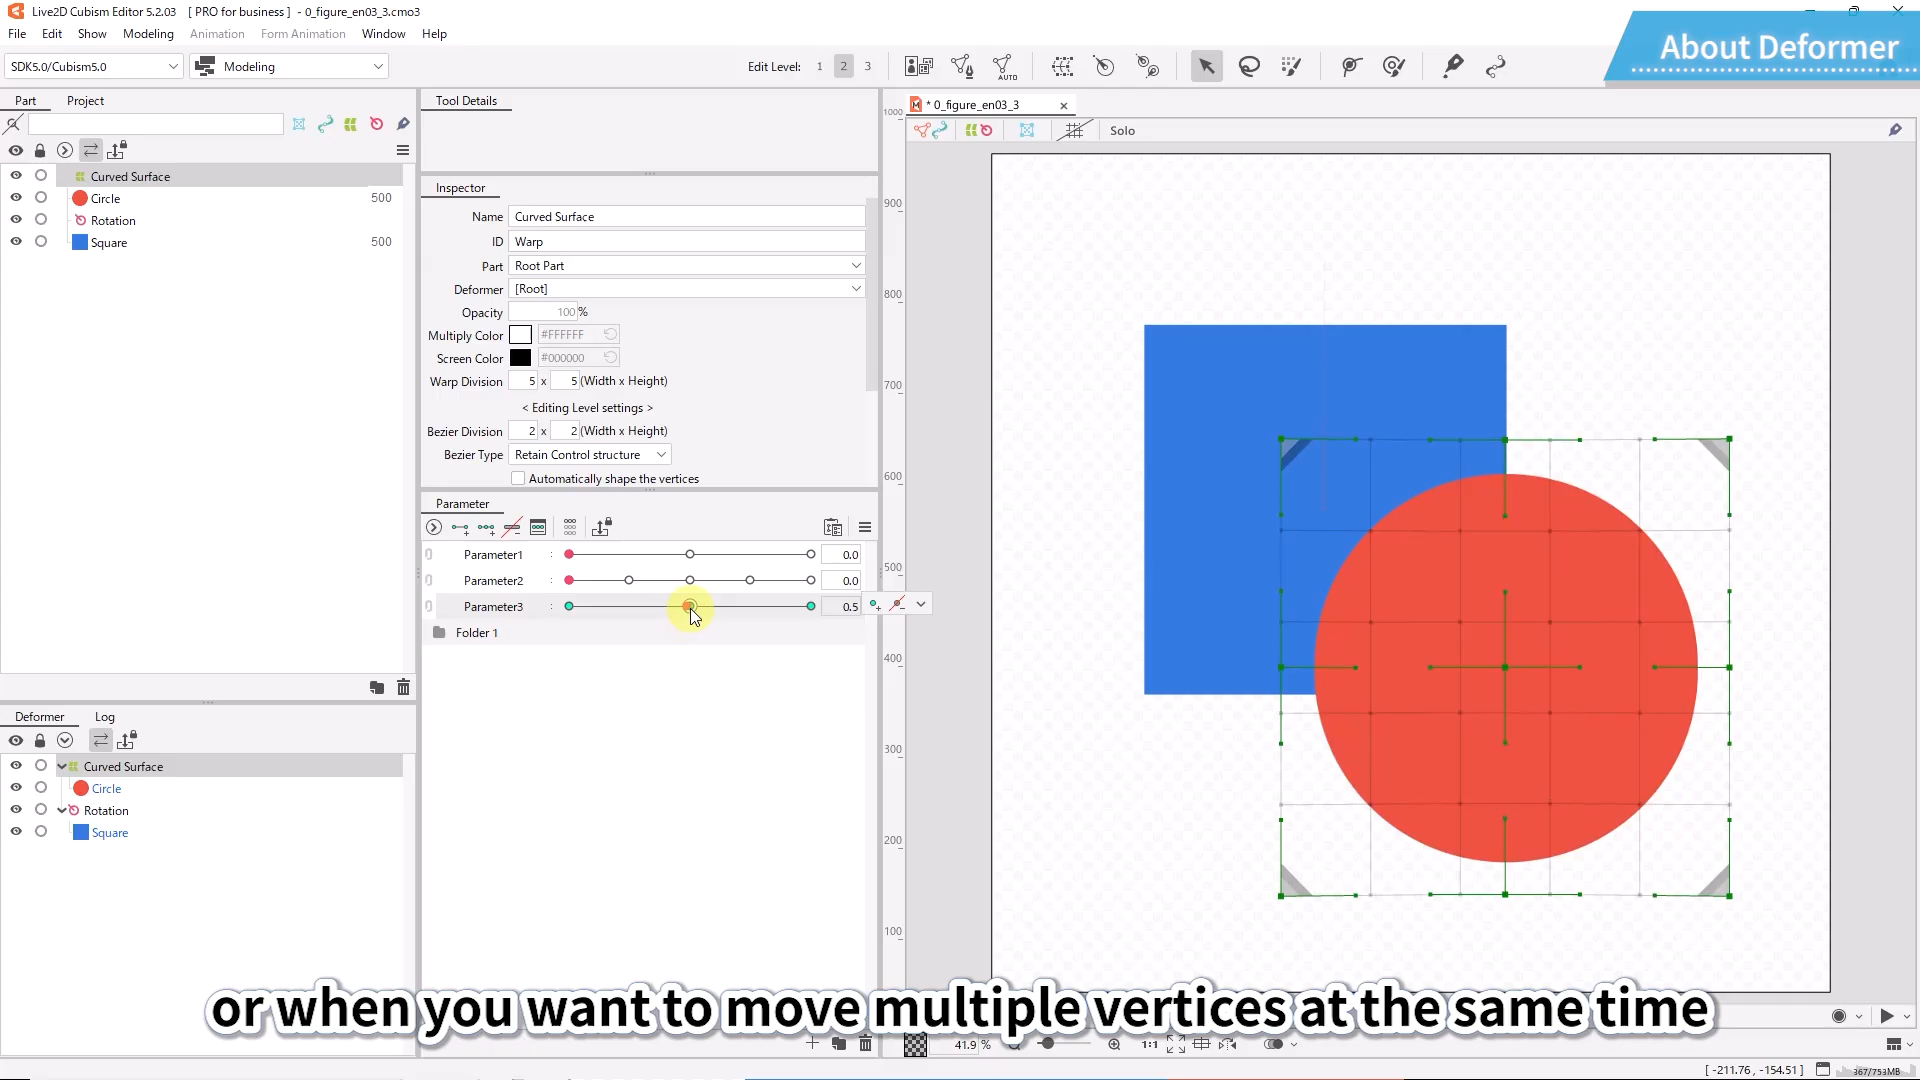 Live2D Cubism Editor 5.2.03 [ PRO for business ] - 0_figure_en03_3.cmo3
File Edit Show Modeling Animation Form Animation Window Help
About Deformer
SDK5.0/Cubism5.0 Modeling Edit Level: 1 2 3 AUTO
Part Project
Curved Surface
Circle 500
Rotation
Square 500
Deformer Log
Curved Surface
Circle
Rotation
Square
Tool Details
Inspector
Name Curved Surface
ID Warp
Part Root Part
Deformer [Root]
Opacity 100 %
Multiply Color #FFFFFF
Screen Color #000000
Warp Division 5 x 5 (Width x Height)
< Editing Level settings >
Bezier Division 2 x 2 (Width x Height)
Bezier Type Retain Control structure
Automatically shape the vertices
Parameter
Parameter1 : 0.0
Parameter2 : 0.0
Parameter3 : 0.5
Folder 1
* 0_figure_en03_3
Solo
1000
900
800
700
600
500
400
300
200
100
or when you want to move multiple vertices at the same time
41.9 % 1:1
[ -211.76 , -154.51 ] 367/753MB